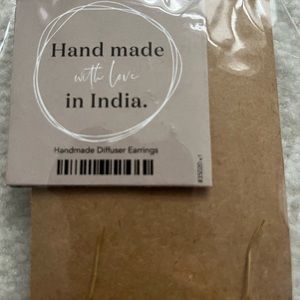 Hand made
with love
in India.
Handmade Diffuser Earrings